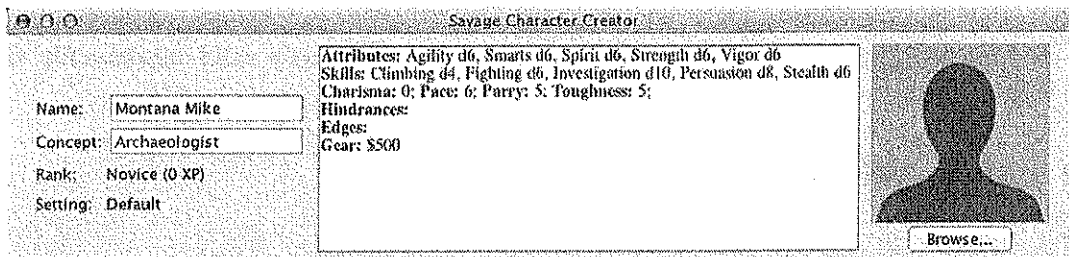 Savage Character Creator
Name: Montana Mike
Concept: Archaeologist
Rank: Novice (0 XP)
Setting: Default
Attributes: Agility d6, Smarts d6, Spirit d6, Strength d6, Vigor d6
Skills: Climbing d4, Fighting d6, Investigation d10, Persuasion d8, Stealth d6
Charisma: 0; Pace: 6; Parry: 5; Toughness: 5;
Hindrances:
Edges:
Gear: $500
Browse...